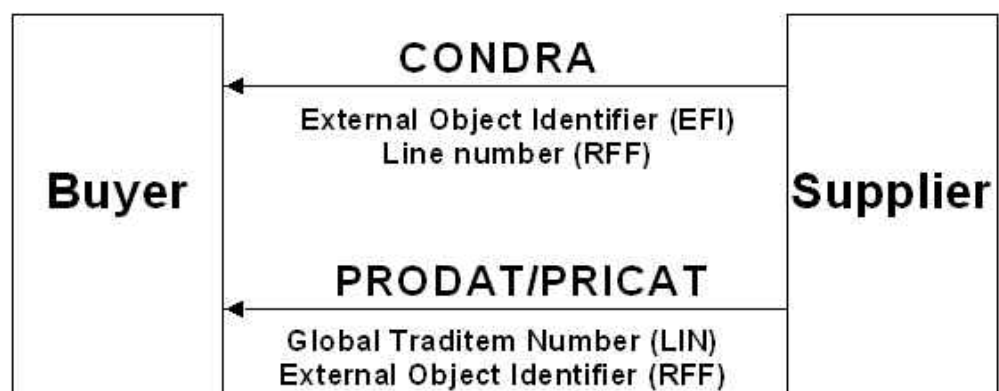 CONDRA
External Object Identifier (EFI)
Line number (RFF)
Buyer
Supplier
PRODAT/PRICAT
Global Traditem Number (LIN)
External Object Identifier (RFF)